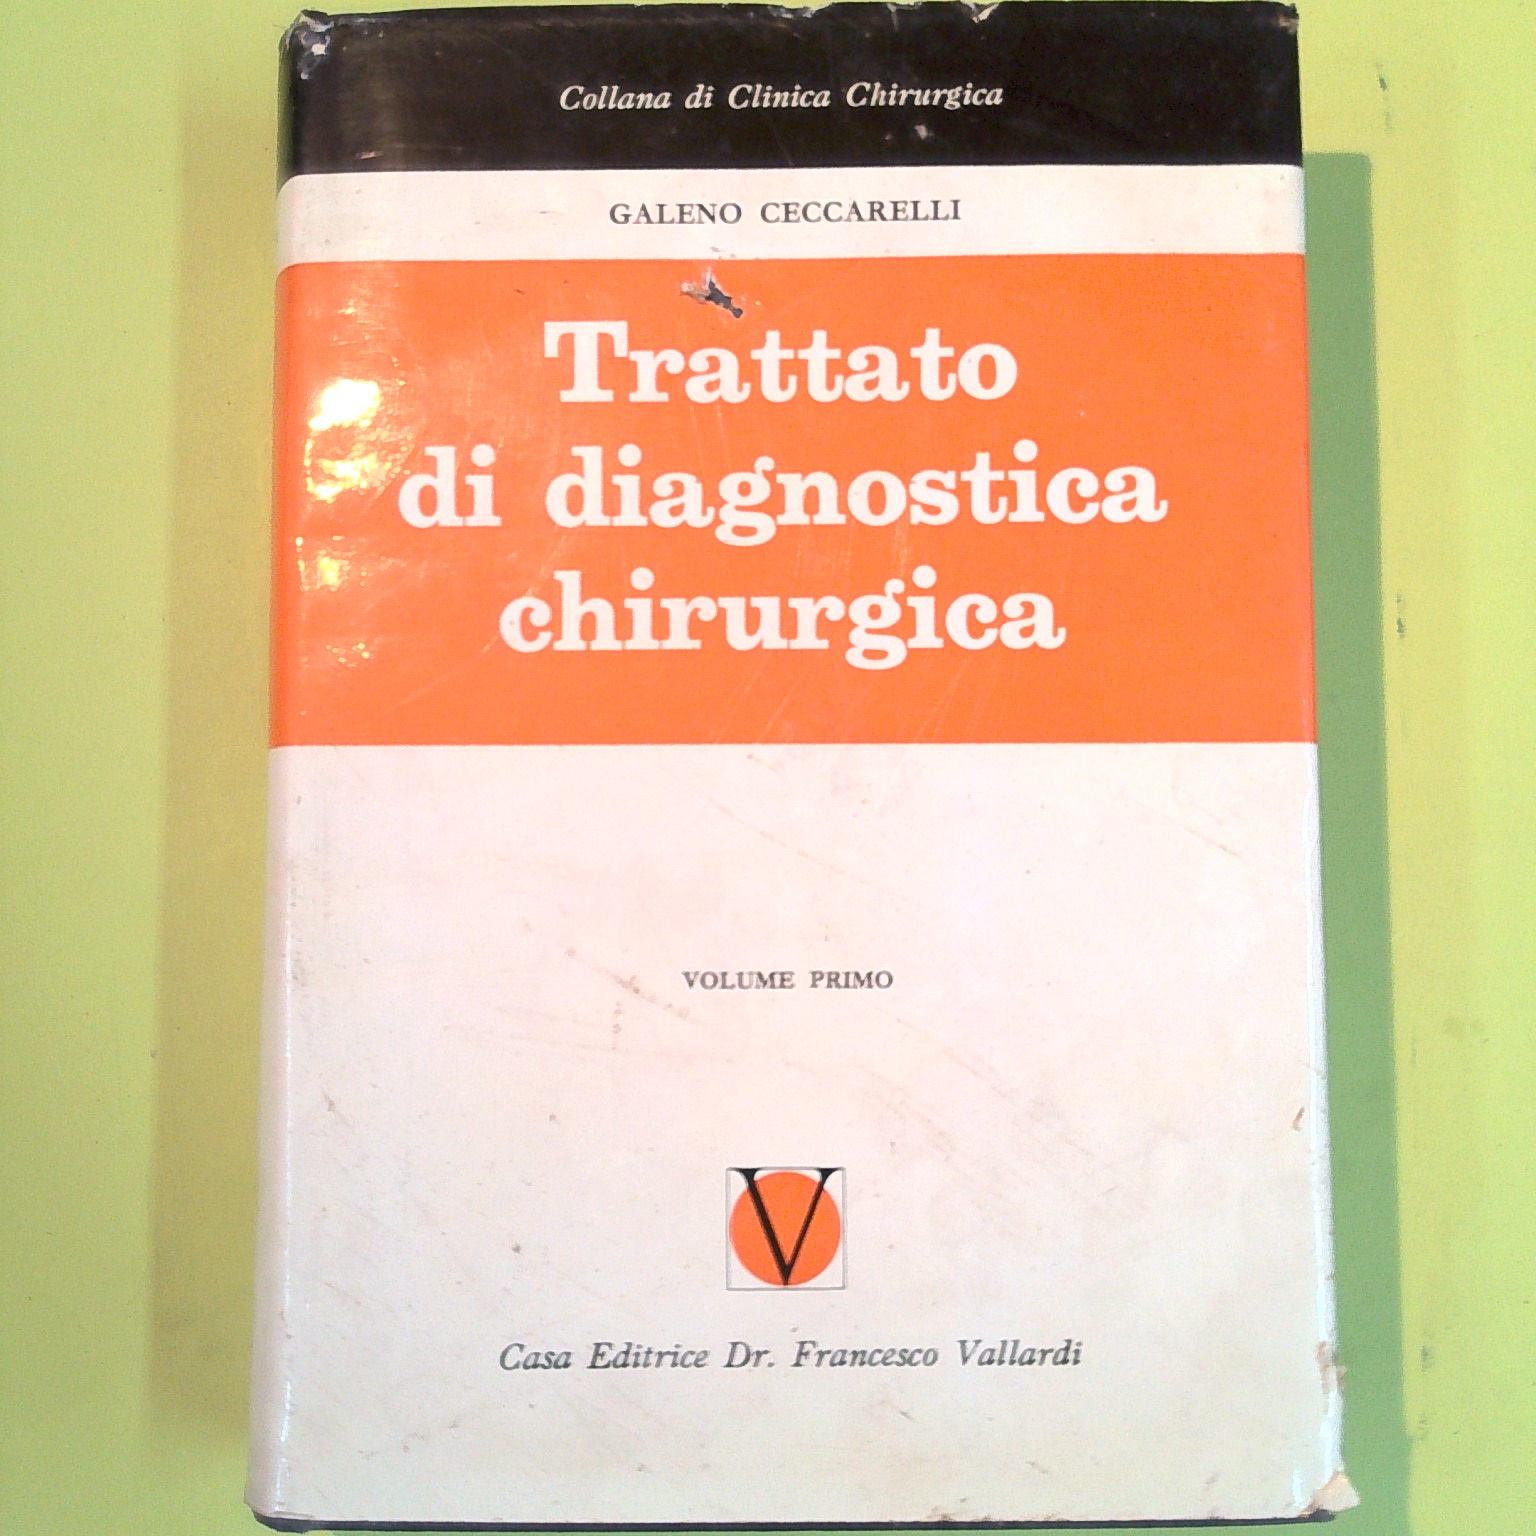 Collana di Clinica Chirurgica
GALENO CECCARELLI
Trattato
di diagnostica
chirurgica
VOLUME PRIMO
V
Casa Editrice Dr. Francesco Vallardi